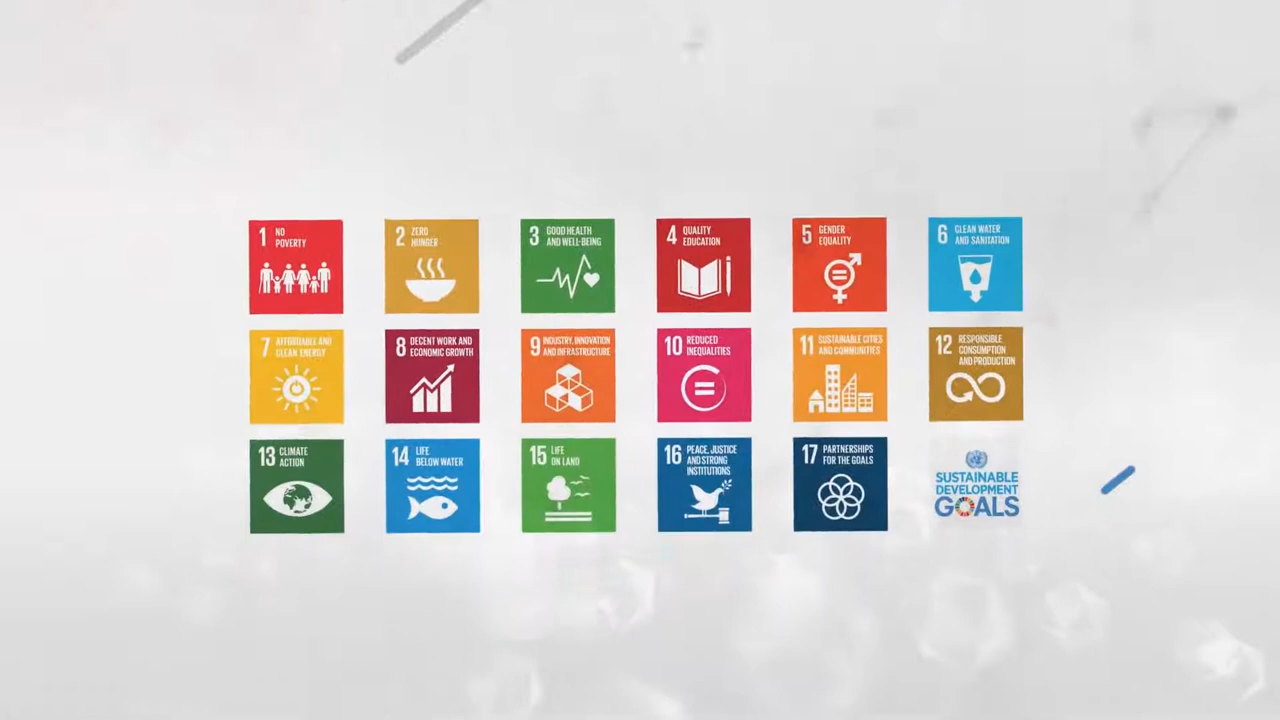 1 NO
POVERTY
2 ZERO
HUNGER
3 GOOD HEALTH
AND WELL-BEING
4 QUALITY
EDUCATION
5 GENDER
EQUALITY
6 CLEAN WATER
AND SANITATION
7 AFFORDABLE AND
CLEAN ENERGY
8 DECENT WORK AND
ECONOMIC GROWTH
9 INDUSTRY, INNOVATION
AND INFRASTRUCTURE
10 REDUCED
INEQUALITIES
11 SUSTAINABLE CITIES
AND COMMUNITIES
12 RESPONSIBLE
CONSUMPTION
AND PRODUCTION
13 CLIMATE
ACTION
14 LIFE
BELOW WATER
15 LIFE
ON LAND
16 PEACE, JUSTICE
AND STRONG
INSTITUTIONS
17 PARTNERSHIPS
FOR THE GOALS
SUSTAINABLE
DEVELOPMENT
GOALS